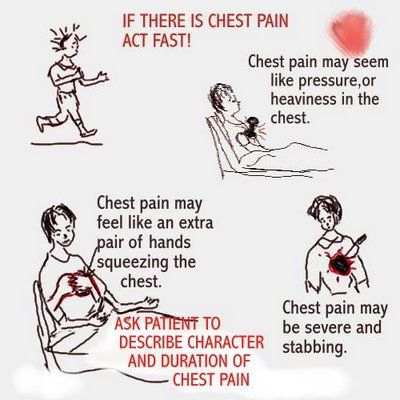 IF THERE IS CHEST PAIN
ACT FAST!
Chest pain may seem
like pressure,or
heaviness in the
chest.
Chest pain may
feel like an extra
pair of hands
squeezing the
chest.
Chest pain may
be severe and
stabbing.
ASK PATIENT TO
DESCRIBE CHARACTER
AND DURATION OF
CHEST PAIN